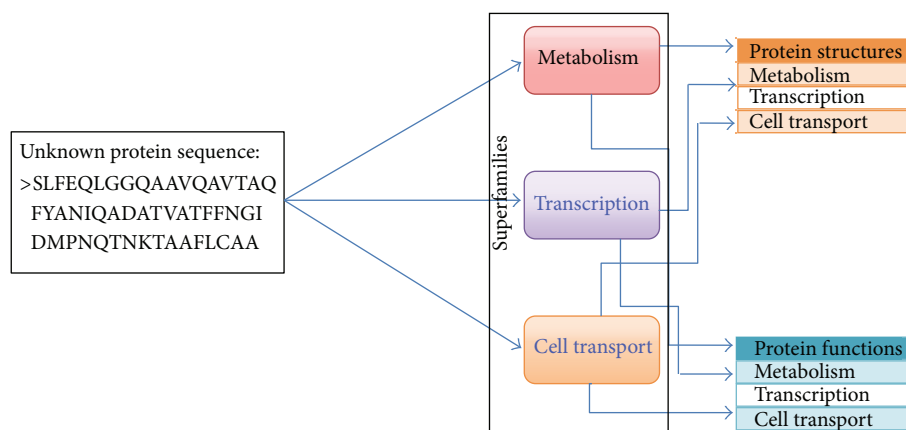 Unknown protein sequence:
>SLFEQLGGQAAVQAVTAQ
FYANIQADATVATFFNGI
DMPNQTNKTAAFLCAA
Superfamilies
Metabolism
Transcription
Cell transport
Protein structures
Metabolism
Transcription
Cell transport
Protein functions
Metabolism
Transcription
Cell transport